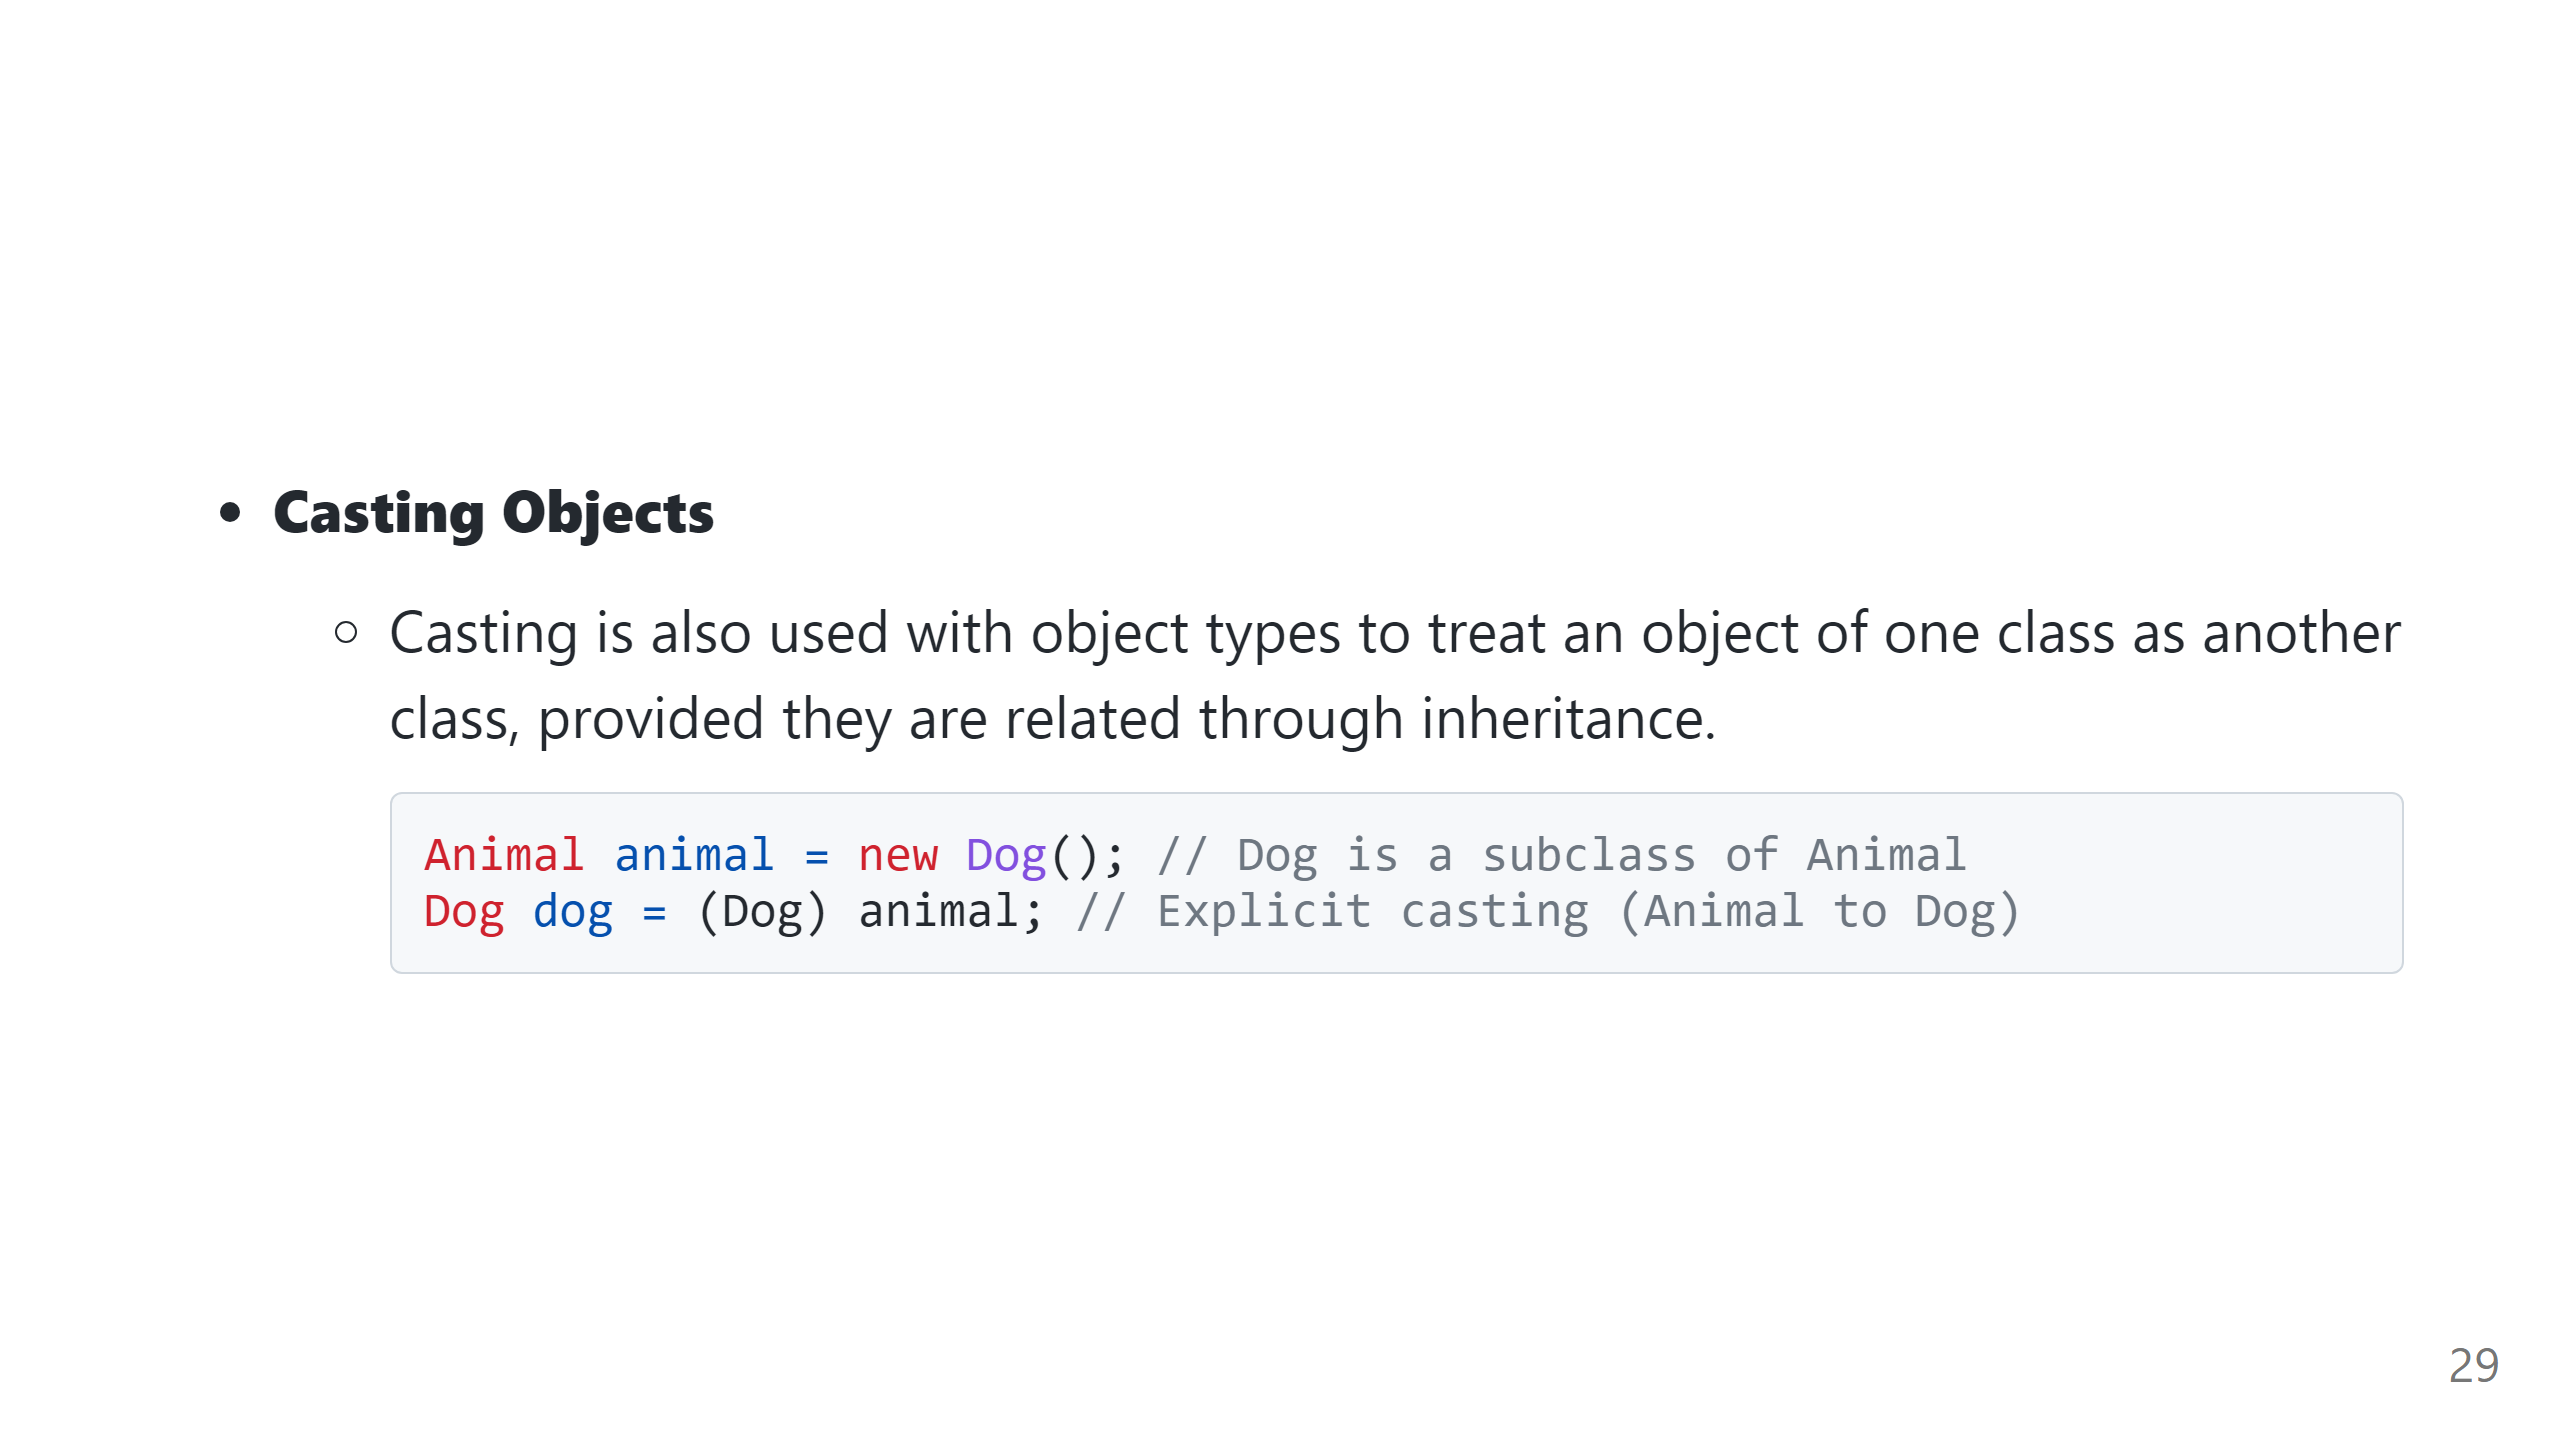 • Casting Objects
○ Casting is also used with object types to treat an object of one class as another
class, provided they are related through inheritance.
Animal animal = new Dog(); // Dog is a subclass of Animal
Dog dog = (Dog) animal; // Explicit casting (Animal to Dog)
29